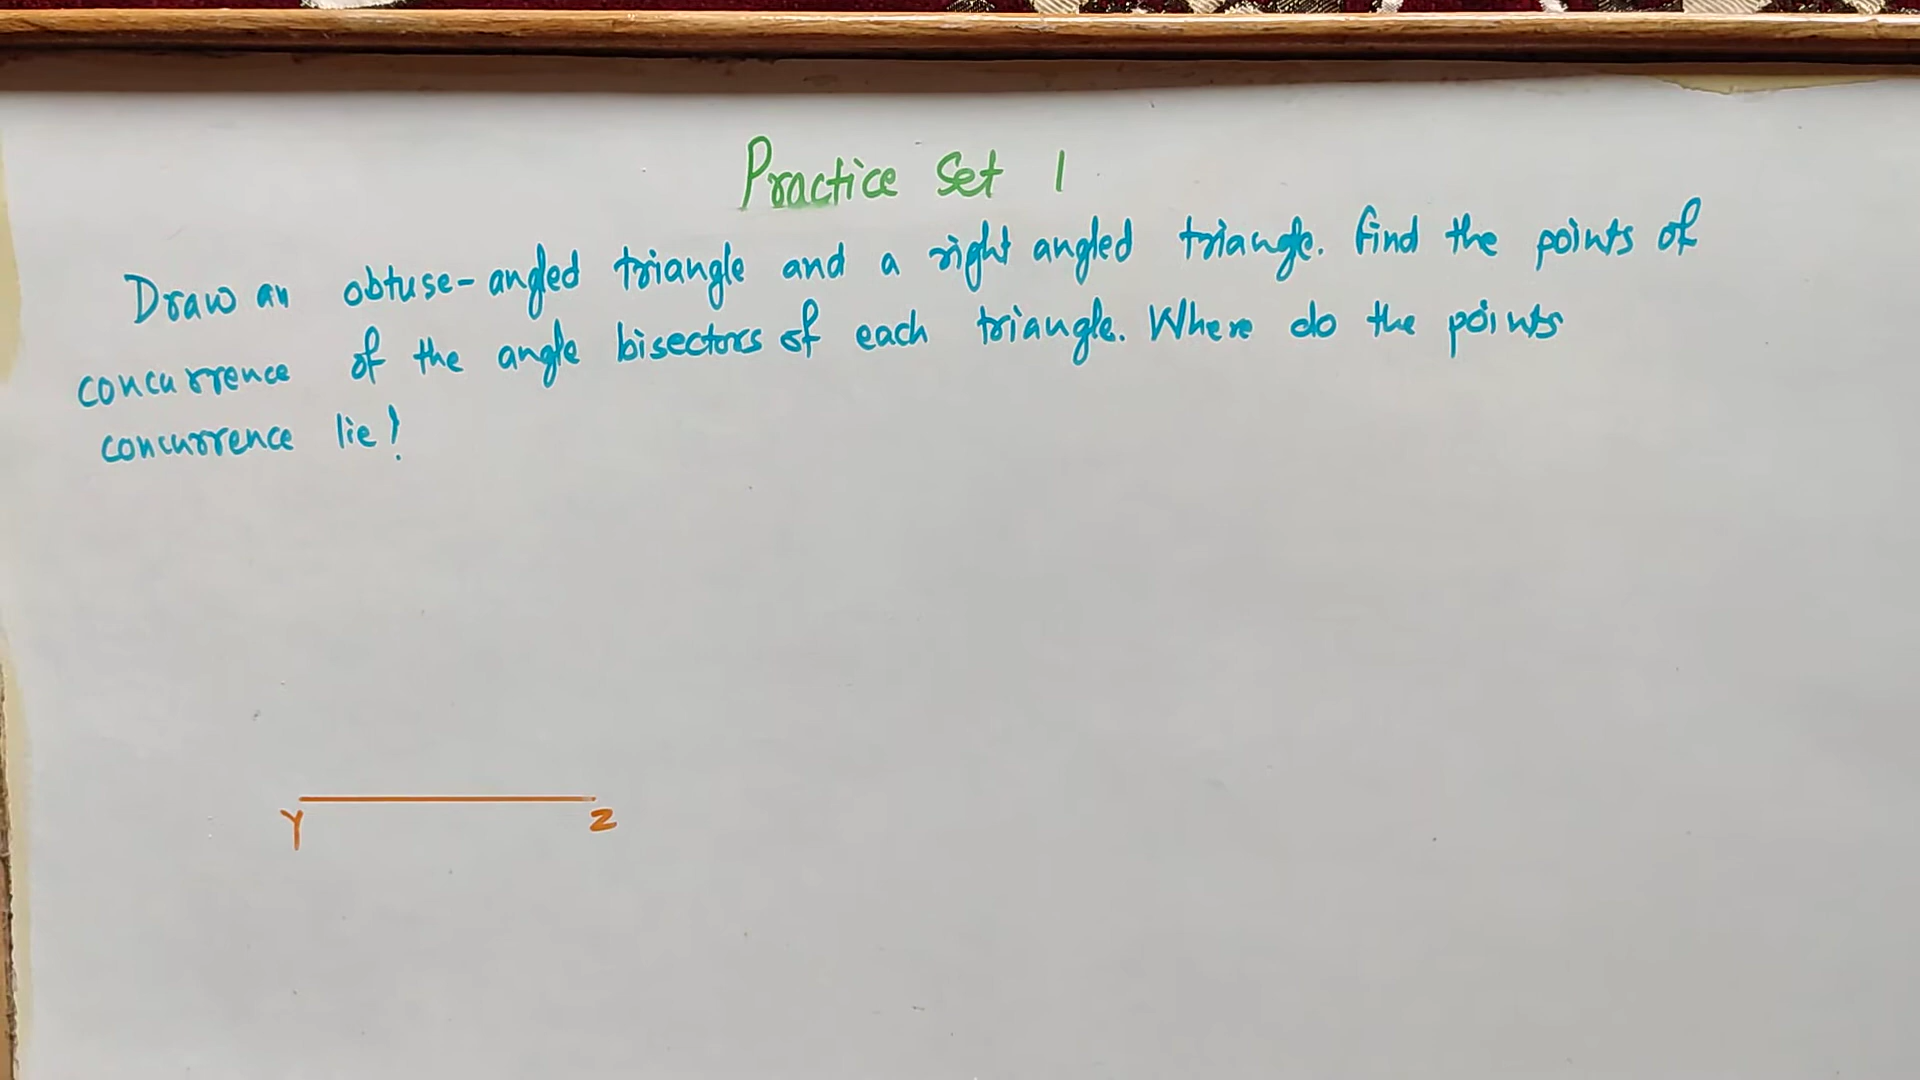 Practice Set 1
Draw an obtuse-angled triangle and a right angled triangle. find the points of
concurrence of the angle bisectors of each triangle. Where do the points
concurrence lie?
Y Z